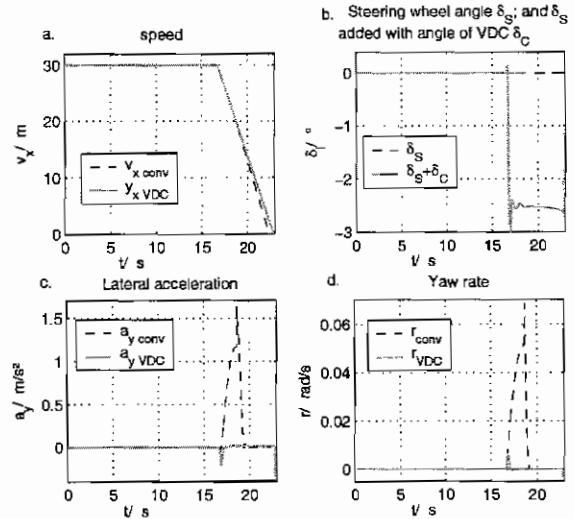 a.
speed
30
20
10
0
v_x/ m
v_x conv
y_x VDC
0
5
10
15
20
t/ s
b.
Steering wheel angle δ_S; and δ_S
added with angle of VDC δ_C
0
−1
−2
−3
δ_l/ °
δ_S
δ_S+δ_C
0
5
10
15
20
t/ s
c.
Lateral acceleration
1.5
1
0.5
0
a_y/ m/s²
a_y conv
a_y VDC
0
5
10
15
20
t/ s
d.
Yaw rate
0.06
0.04
0.02
0
r/ rad/s
r_conv
r_VDC
0
5
10
15
20
t/ s